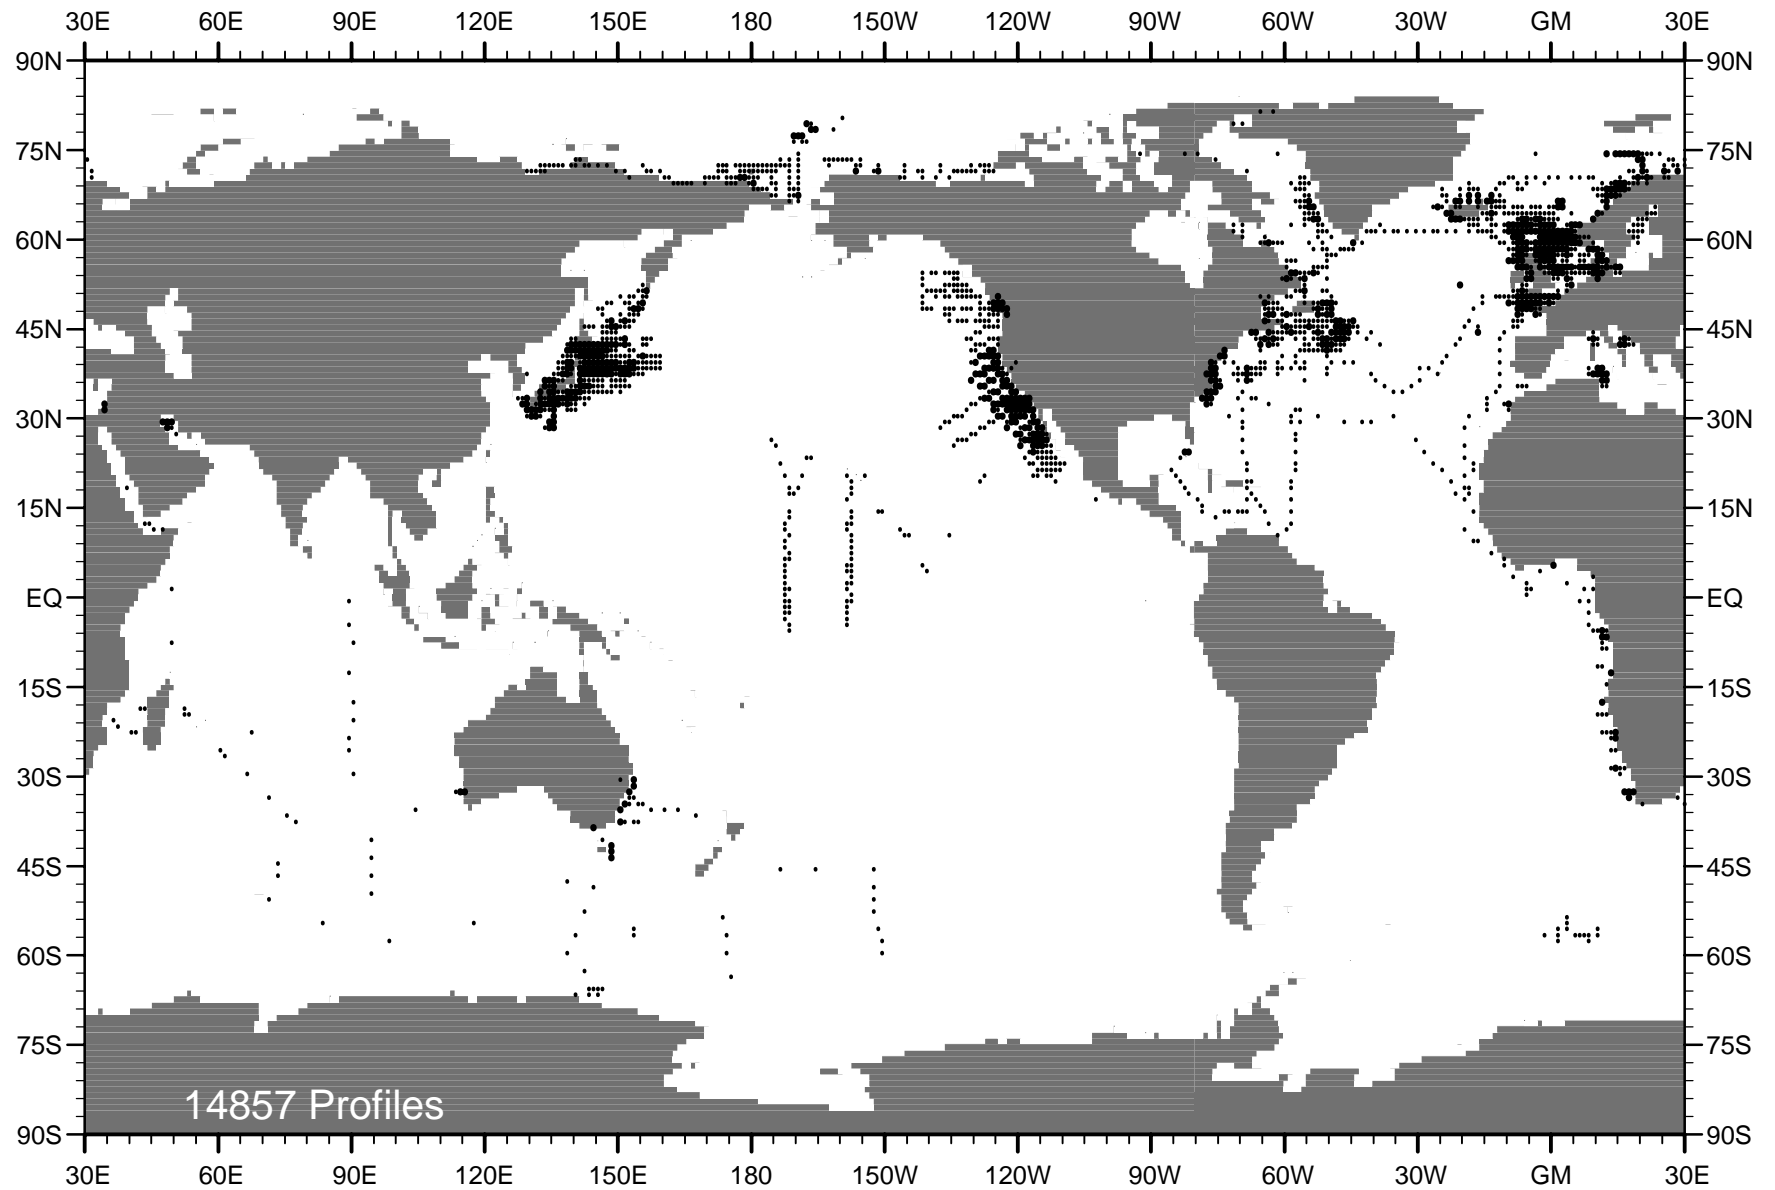 30E 60E 90E 120E 150E 180 150W 120W 90W 60W 30W GM 30E
90N 90N
75N 75N
60N 60N
45N 45N
30N 30N
15N 15N
EQ EQ
15S 15S
30S 30S
45S 45S
60S 60S
75S 75S
14857 Profiles
90S 90S
30E 60E 90E 120E 150E 180 150W 120W 90W 60W 30W GM 30E